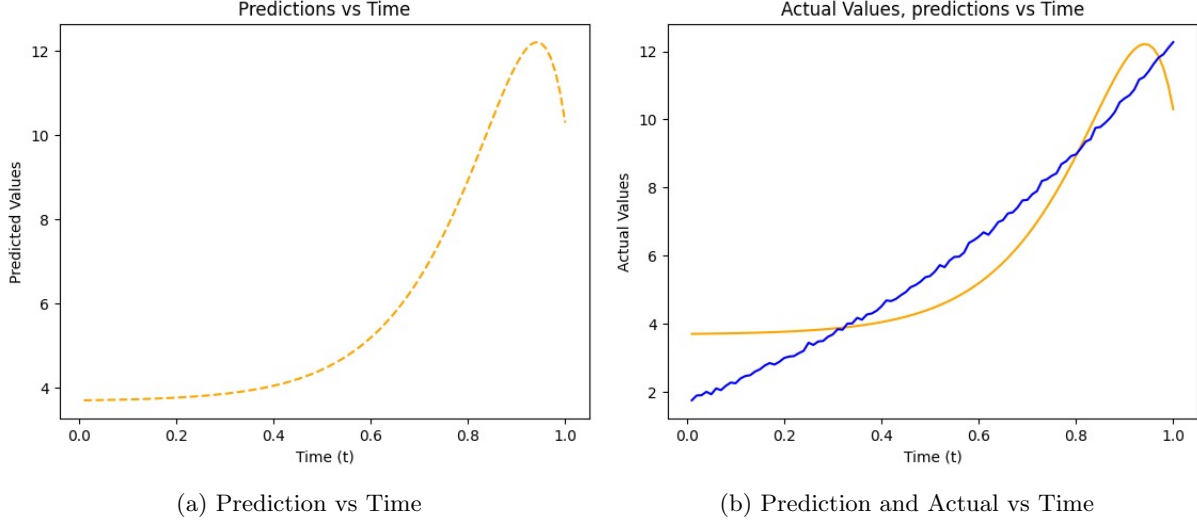 Predictions vs Time
12
10
8
6
4
Predicted Values
0.0 0.2 0.4 0.6 0.8 1.0
Time (t)
(a) Prediction vs Time
Actual Values, predictions vs Time
12
10
8
6
4
2
Actual Values
0.0 0.2 0.4 0.6 0.8 1.0
Time (t)
(b) Prediction and Actual vs Time